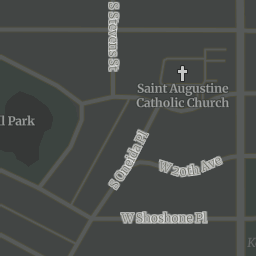 S Stevens St
Saint Augustine
Catholic Church
Park
W 20th Ave
S Oneida Pl
W Shoshone Pl